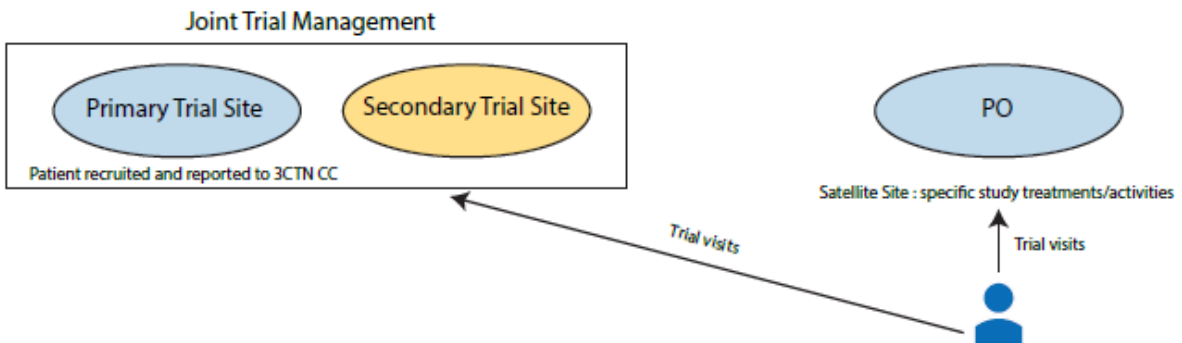 Joint Trial Management
Primary Trial Site
Secondary Trial Site
PO
Patient recruited and reported to 3CTN CC
Satellite Site : specific study treatments/activities
Trial visits
Trial visits